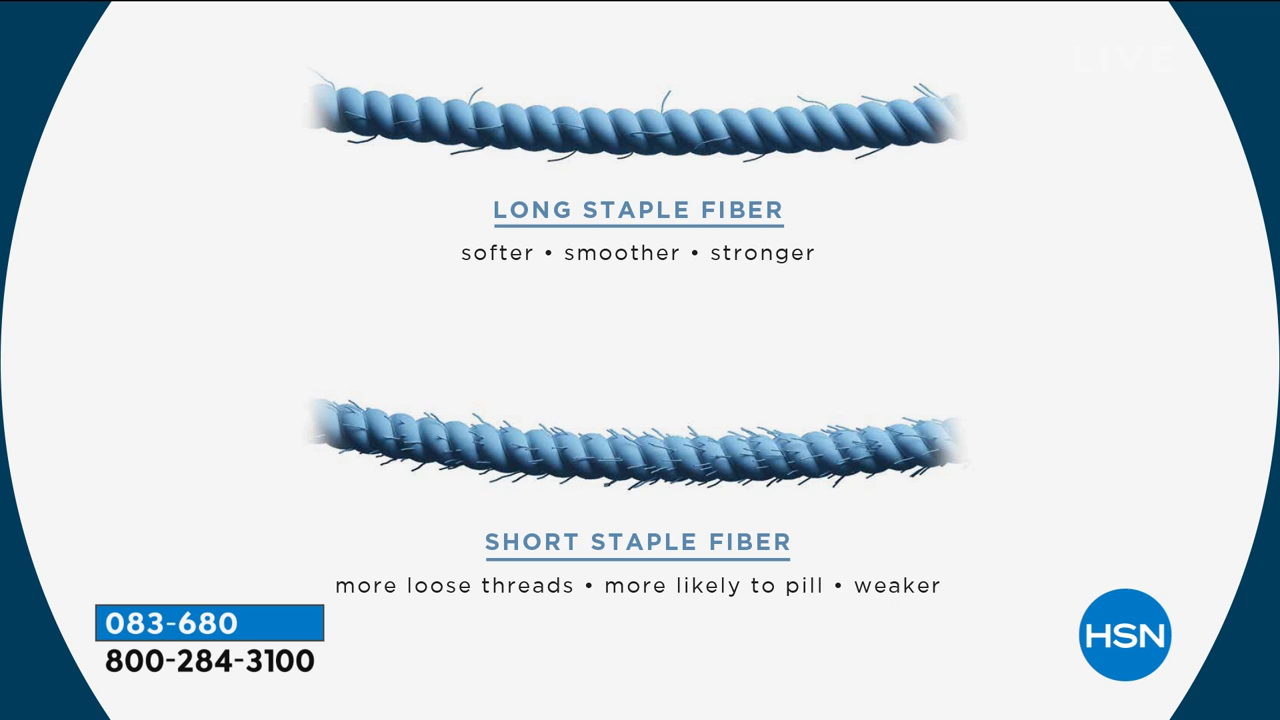 LIVE
LONG STAPLE FIBER
softer • smoother • stronger
SHORT STAPLE FIBER
more loose threads • more likely to pill • weaker
083-680
800-284-3100
HSN